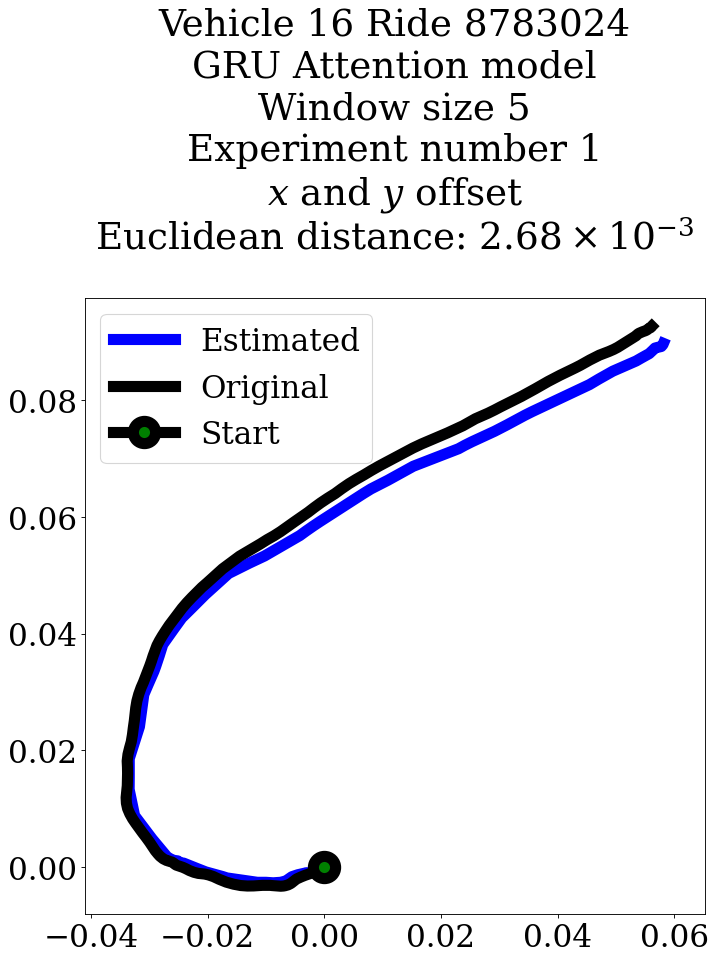 Vehicle 16 Ride 8783024
GRU Attention model
Window size 5
Experiment number 1
x and y offset
Euclidean distance: 2.68 × 10⁻³
Estimated
Original
Start
0.08
0.06
0.04
0.02
0.00
−0.04 −0.02 0.00 0.02 0.04 0.06